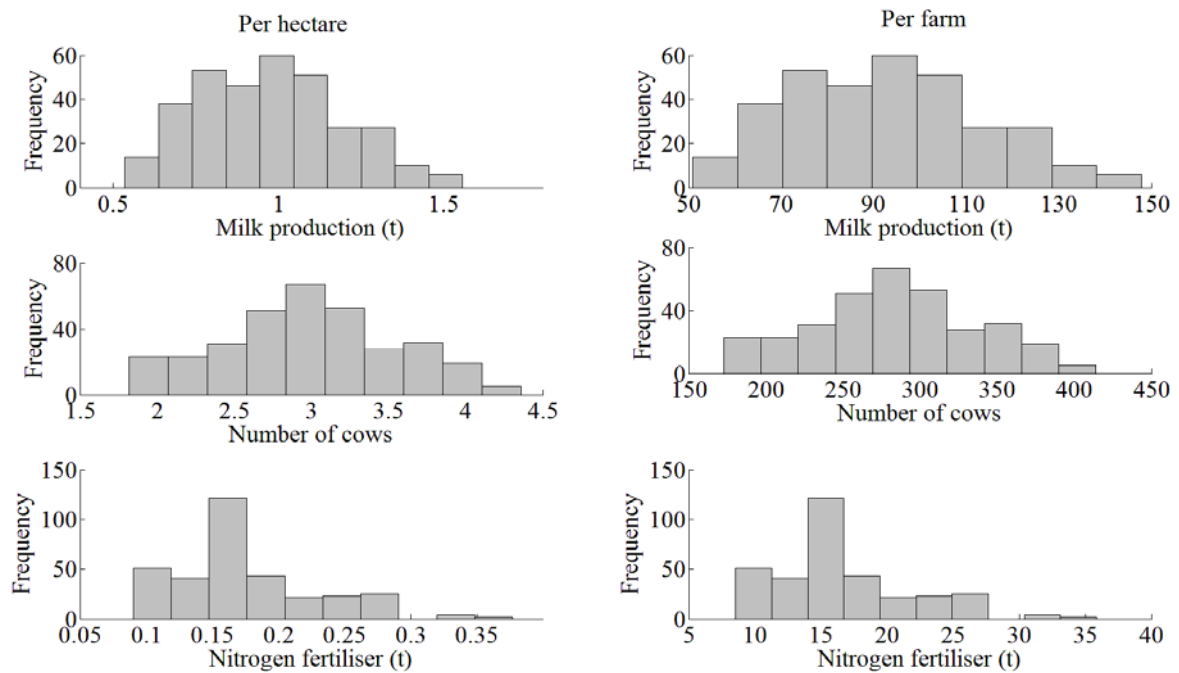 Per hectare
Per farm
60
40
20
0
Frequency
0.5 1 1.5
Milk production (t)
60
40
20
0
Frequency
50 70 90 110 130 150
Milk production (t)
80
40
0
Frequency
1.5 2 2.5 3 3.5 4 4.5
Number of cows
80
40
0
Frequency
150 200 250 300 350 400 450
Number of cows
150
100
50
0
Frequency
0.05 0.1 0.15 0.2 0.25 0.3 0.35
Nitrogen fertiliser (t)
150
100
50
0
Frequency
5 10 15 20 25 30 35 40
Nitrogen fertiliser (t)